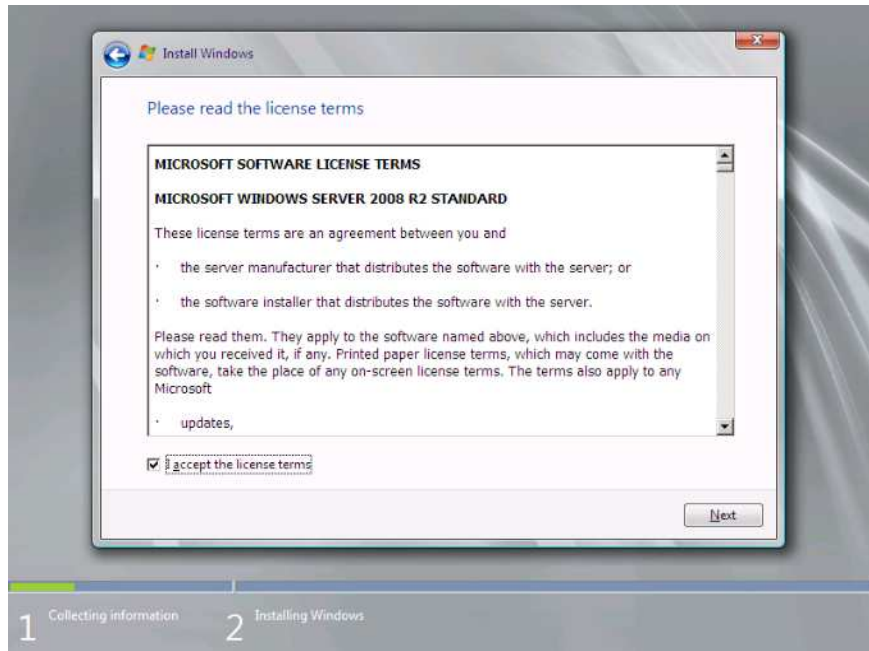 Install Windows
Please read the license terms
MICROSOFT SOFTWARE LICENSE TERMS
MICROSOFT WINDOWS SERVER 2008 R2 STANDARD
These license terms are an agreement between you and
· the server manufacturer that distributes the software with the server; or
· the software installer that distributes the software with the server.
Please read them. They apply to the software named above, which includes the media on
which you received it, if any. Printed paper license terms, which may come with the
software, take the place of any on-screen license terms. The terms also apply to any
Microsoft
· updates,
I accept the license terms
Next
1 Collecting information 2 Installing Windows